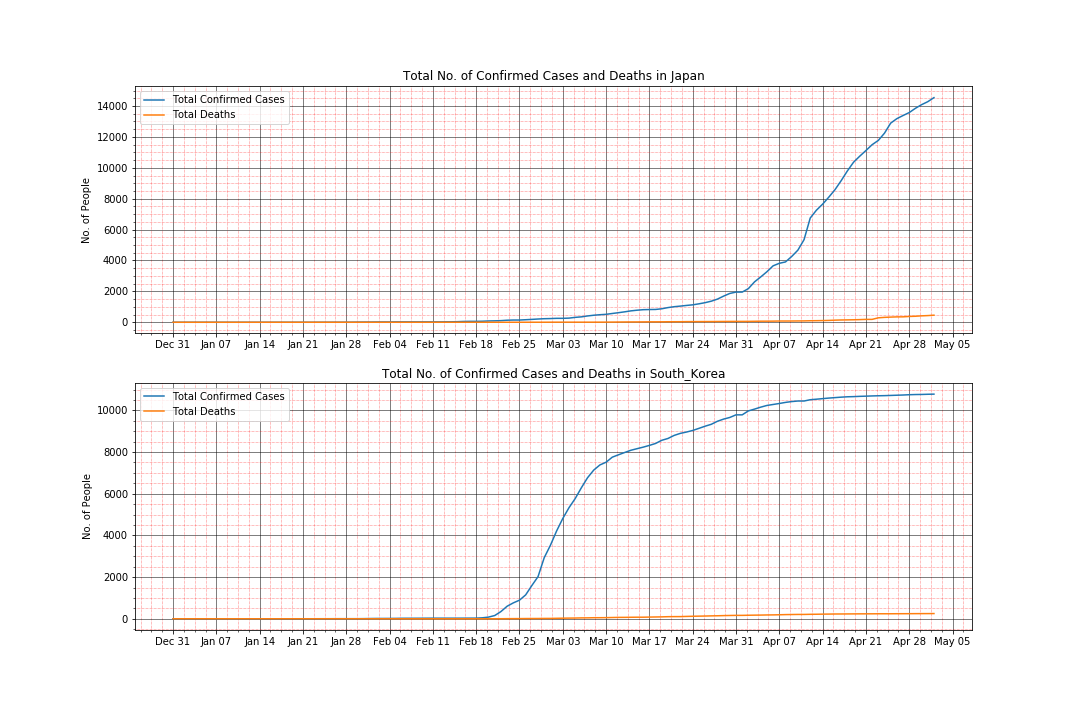 Total No. of Confirmed Cases and Deaths in Japan
Total Confirmed Cases
Total Deaths
14000
12000
10000
8000
6000
4000
2000
0
No. of People
Dec 31 Jan 07 Jan 14 Jan 21 Jan 28 Feb 04 Feb 11 Feb 18 Feb 25 Mar 03 Mar 10 Mar 17 Mar 24 Mar 31 Apr 07 Apr 14 Apr 21 Apr 28 May 05
Total No. of Confirmed Cases and Deaths in South_Korea
Total Confirmed Cases
Total Deaths
10000
8000
6000
4000
2000
0
No. of People
Dec 31 Jan 07 Jan 14 Jan 21 Jan 28 Feb 04 Feb 11 Feb 18 Feb 25 Mar 03 Mar 10 Mar 17 Mar 24 Mar 31 Apr 07 Apr 14 Apr 21 Apr 28 May 05